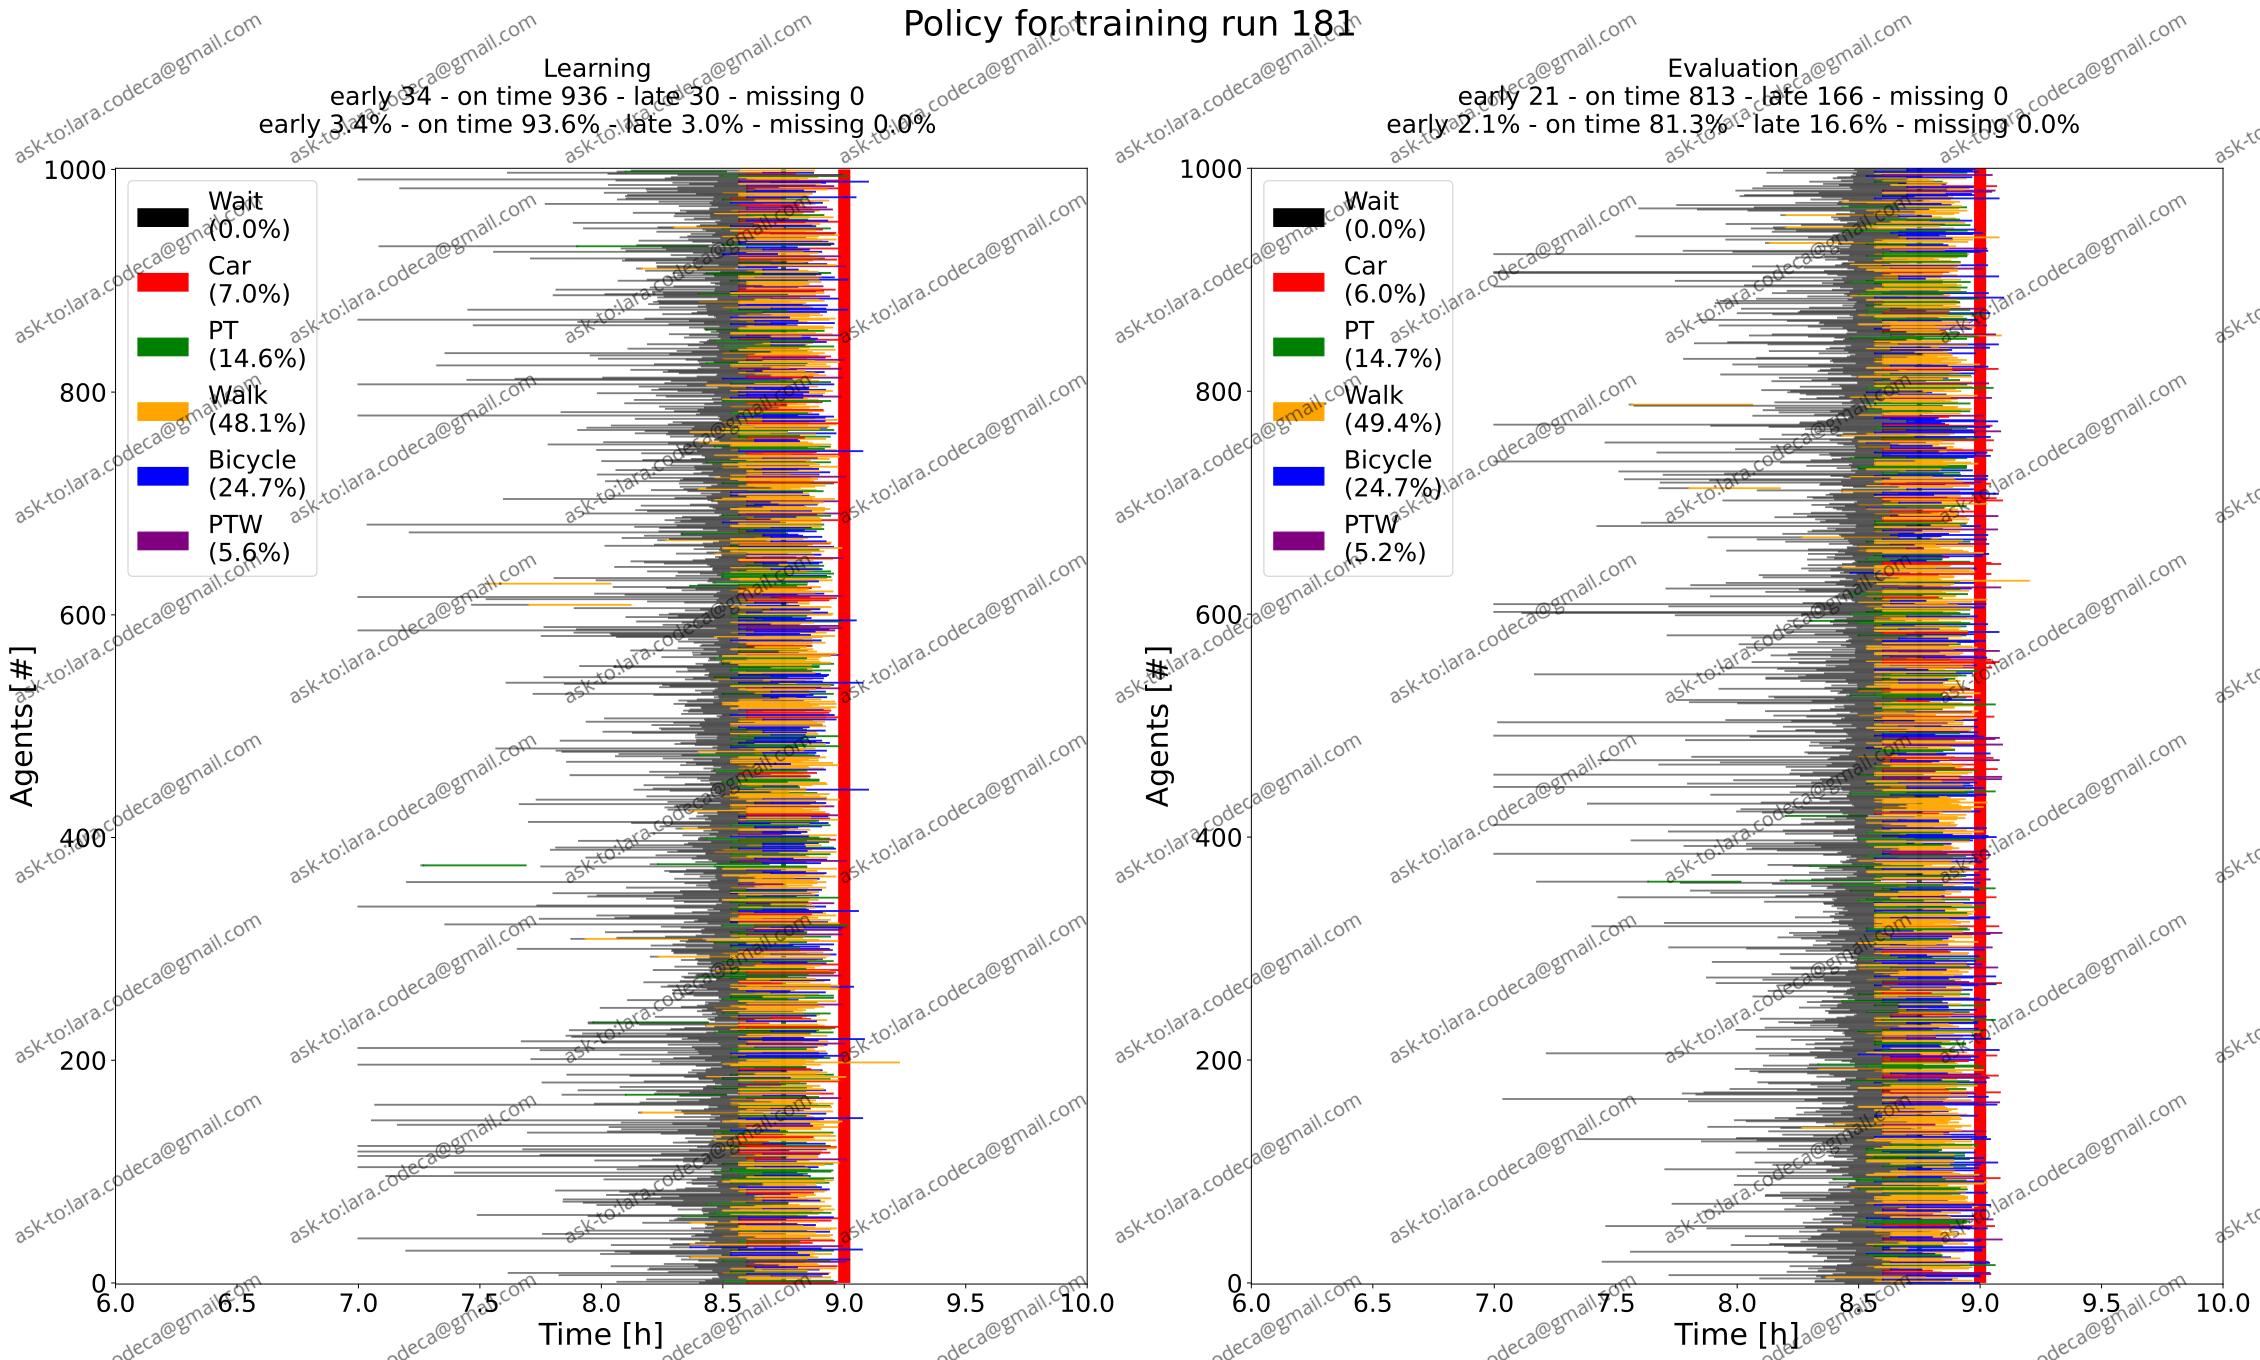 Policy for training run 181
Learning
early 34 - on time 936 - late 30 - missing 0
early 3.4% - on time 93.6% - late 3.0% - missing 0.0%
1000
800
600
400
200
0
Agents [#]
Wait
(0.0%)
Car
(7.0%)
PT
(14.6%)
Walk
(48.1%)
Bicycle
(24.7%)
PTW
(5.6%)
6.0 6.5 7.0 7.5 8.0 8.5 9.0 9.5 10.0
Time [h]
Evaluation
early 21 - on time 813 - late 166 - missing 0
early 2.1% - on time 81.3% - late 16.6% - missing 0.0%
1000
800
600
400
200
0
Agents [#]
Wait
(0.0%)
Car
(6.0%)
PT
(14.7%)
Walk
(49.4%)
Bicycle
(24.7%)
PTW
(5.2%)
6.0 6.5 7.0 7.5 8.0 8.5 9.0 9.5 10.0
Time [h]
ask-to:lara.codeca@gmail.com